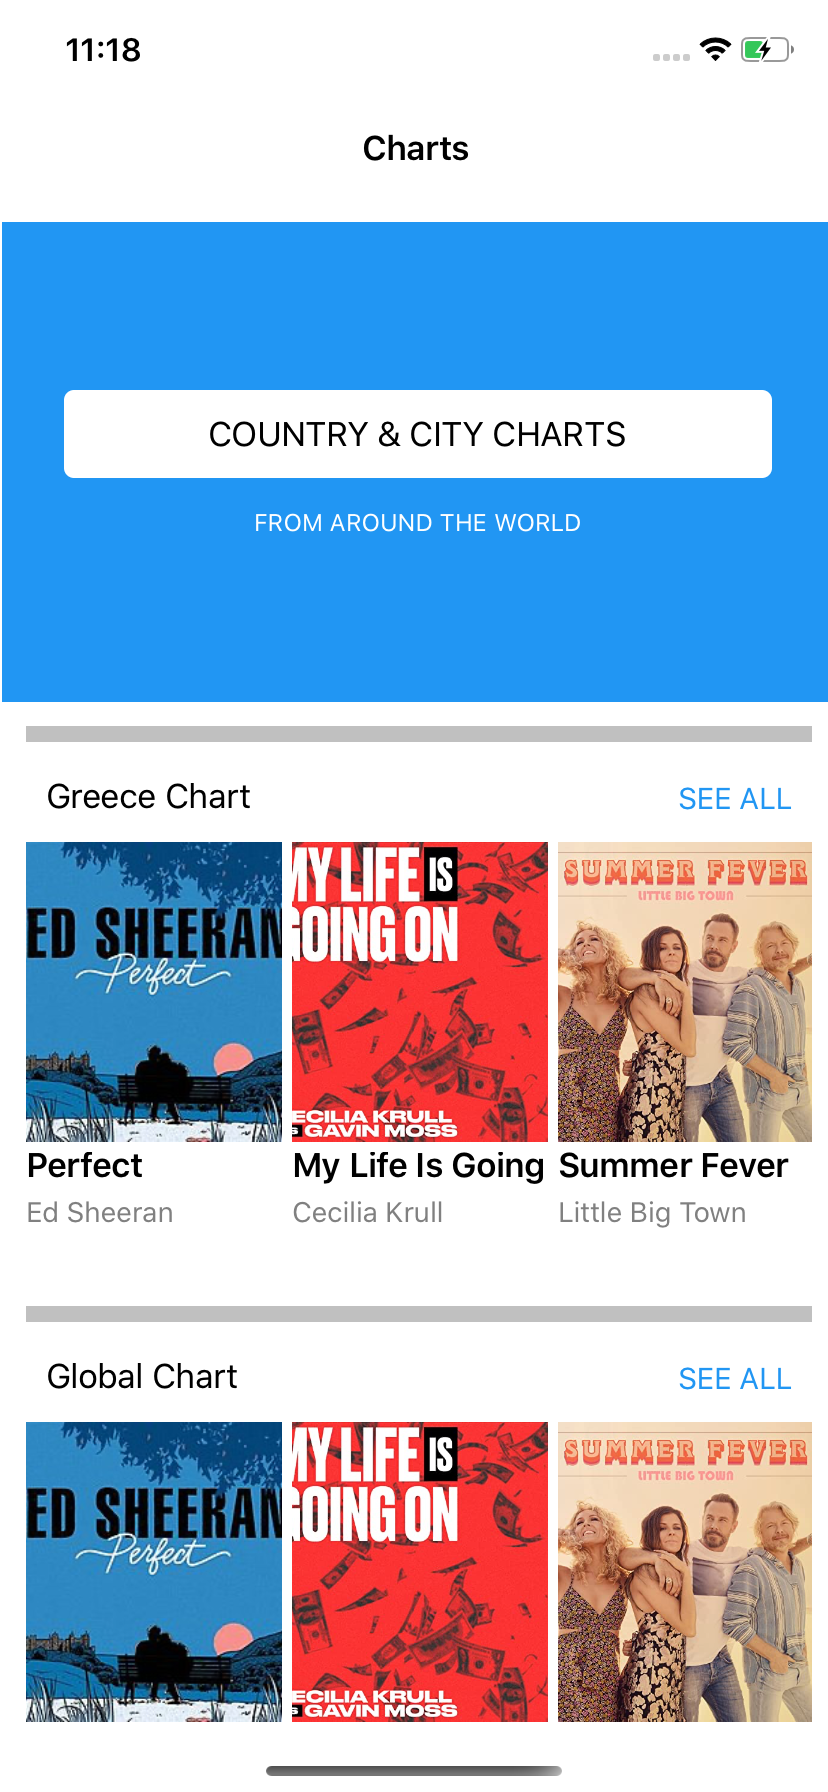 11:18
Charts
COUNTRY & CITY CHARTS
FROM AROUND THE WORLD
Greece Chart
SEE ALL
ED SHEERAN
Perfect
MY LIFE IS
GOING ON
CECILIA KRULL
GAVIN MOSS
SUMMER FEVER
LITTLE BIG TOWN
Perfect
My Life Is Going
Summer Fever
Ed Sheeran
Cecilia Krull
Little Big Town
Global Chart
SEE ALL
ED SHEERAN
Perfect
MY LIFE IS
GOING ON
CECILIA KRULL
GAVIN MOSS
SUMMER FEVER
LITTLE BIG TOWN